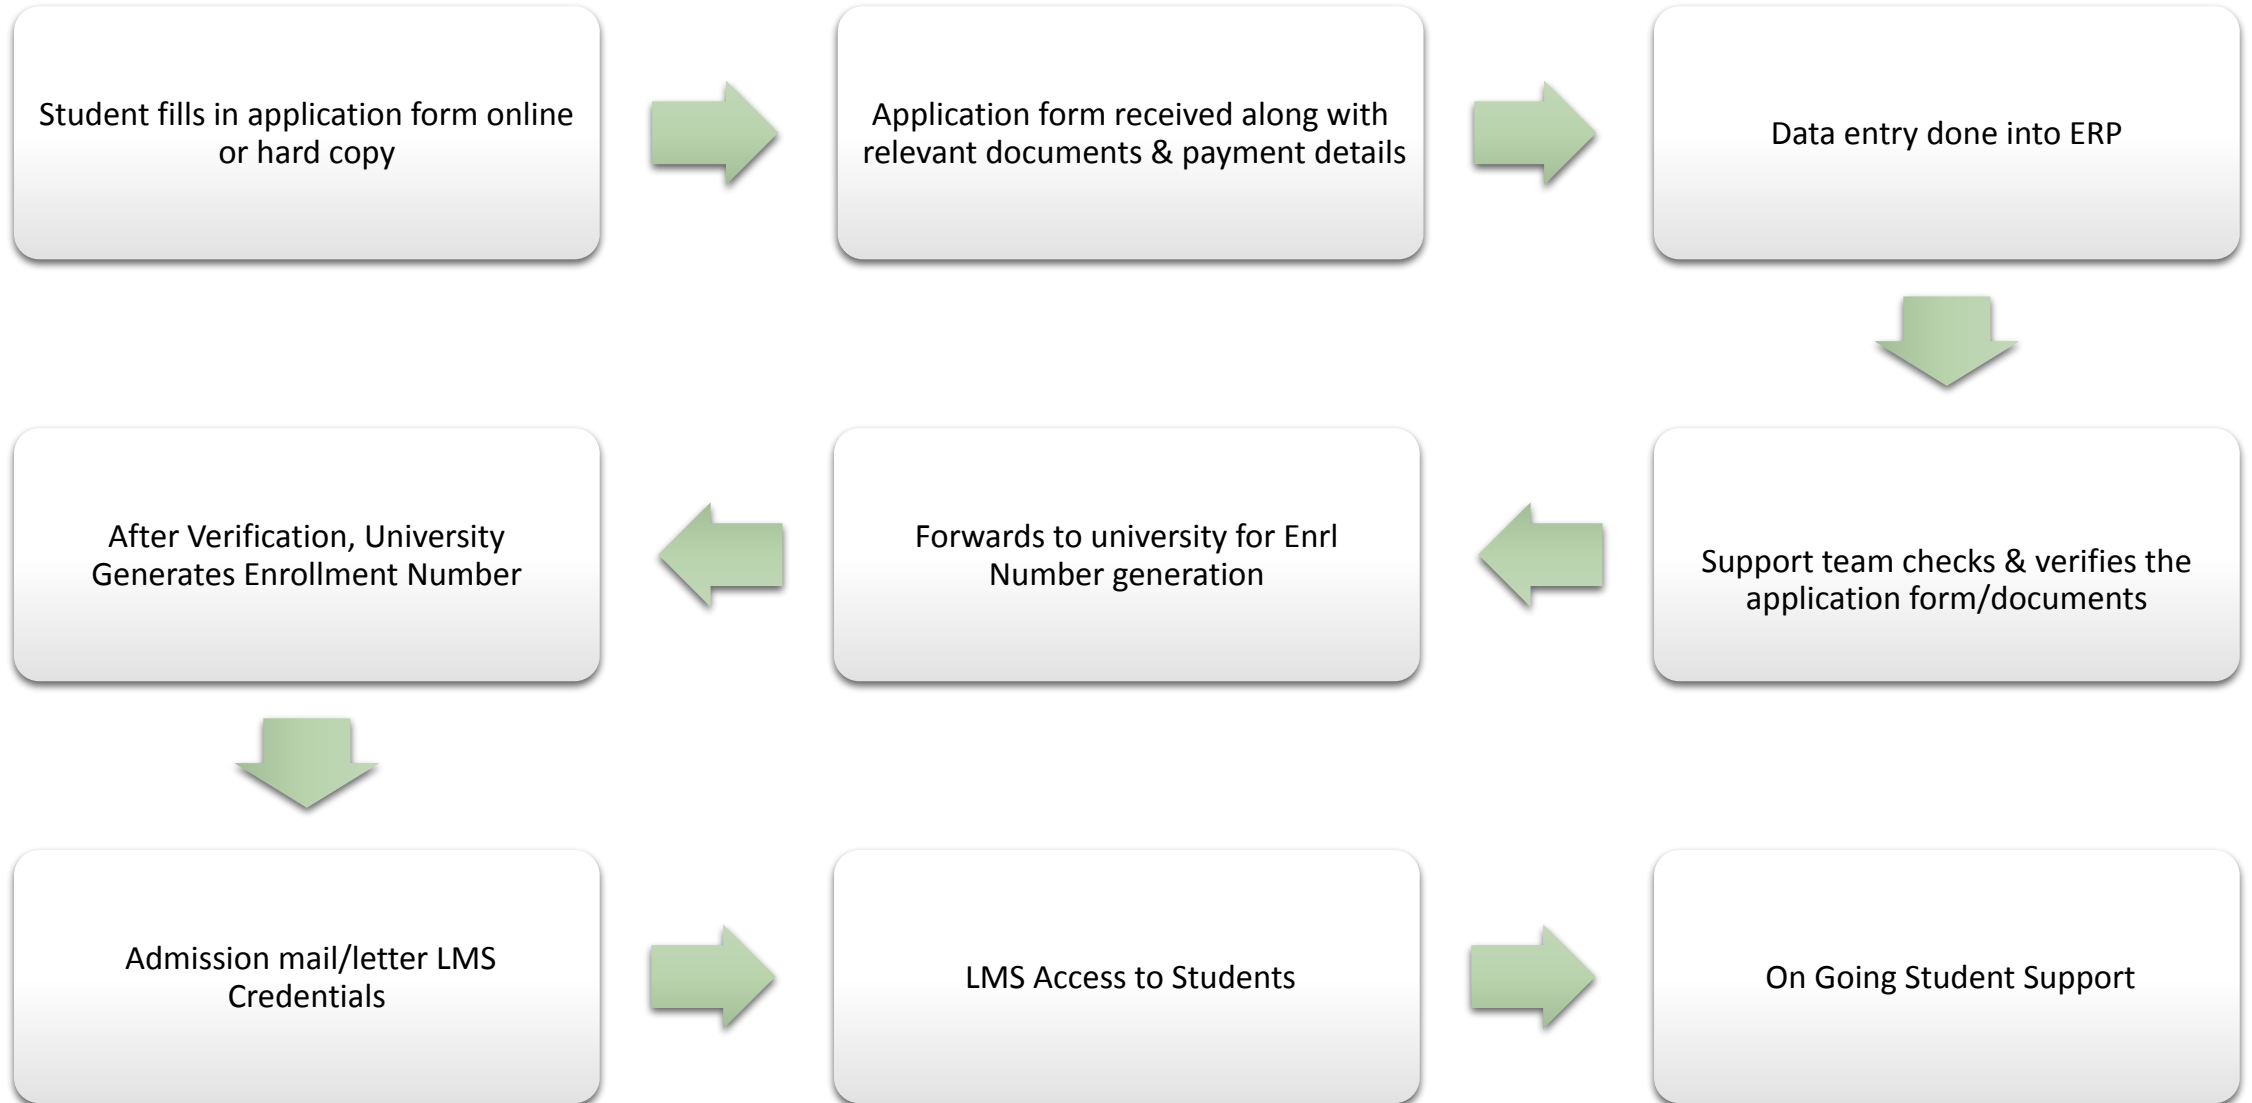 Student fills in application form online
or hard copy
Application form received along with
relevant documents & payment details
Data entry done into ERP
Support team checks & verifies the
application form/documents
Forwards to university for Enrl
Number generation
After Verification, University
Generates Enrollment Number
Admission mail/letter LMS
Credentials
LMS Access to Students
On Going Student Support